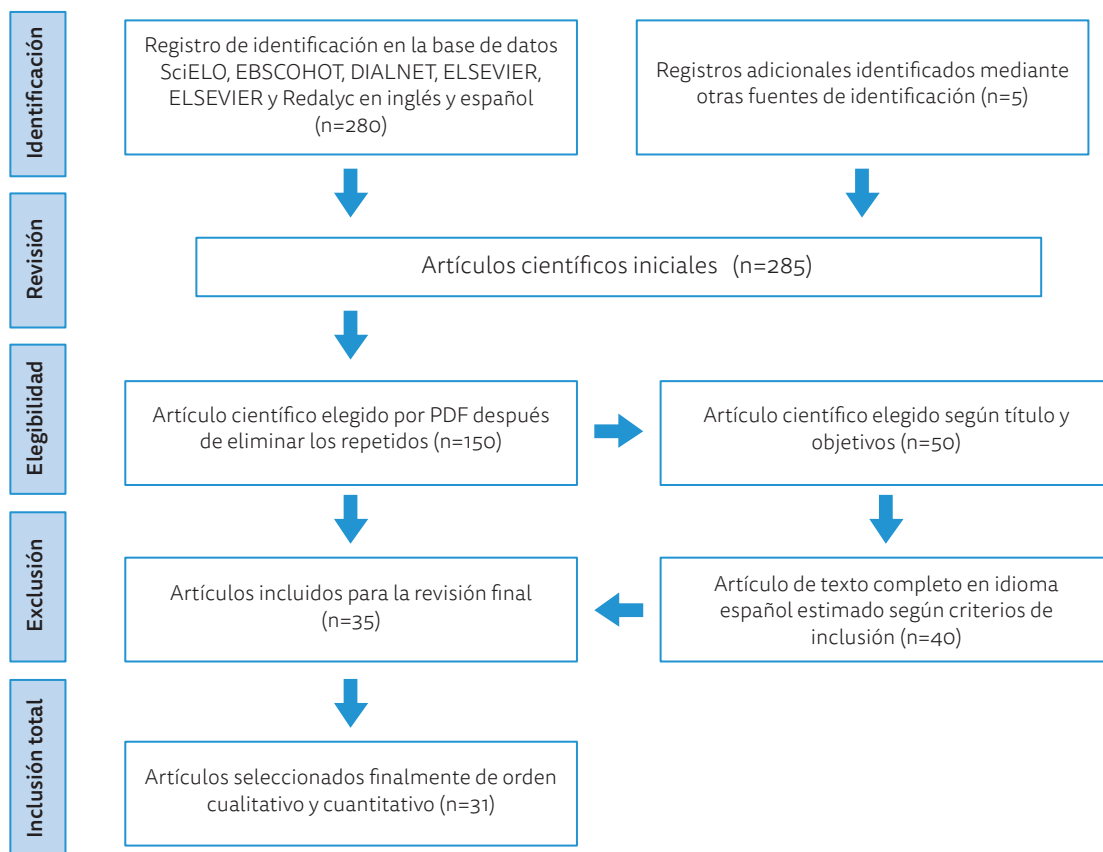 Identificación
Registro de identificación en la base de datos
SciELO, EBSCOHOT, DIALNET, ELSEVIER,
ELSEVIER y Redalyc en inglés y español
(n=280)
Registros adicionales identificados mediante
otras fuentes de identificación (n=5)
Revisión
Artículos científicos iniciales (n=285)
Elegibilidad
Artículo científico elegido por PDF después
de eliminar los repetidos (n=150)
Artículo científico elegido según título y
objetivos (n=50)
Exclusión
Artículos incluidos para la revisión final
(n=35)
Artículo de texto completo en idioma
español estimado según criterios de
inclusión (n=40)
Inclusión total
Artículos seleccionados finalmente de orden
cualitativo y cuantitativo (n=31)